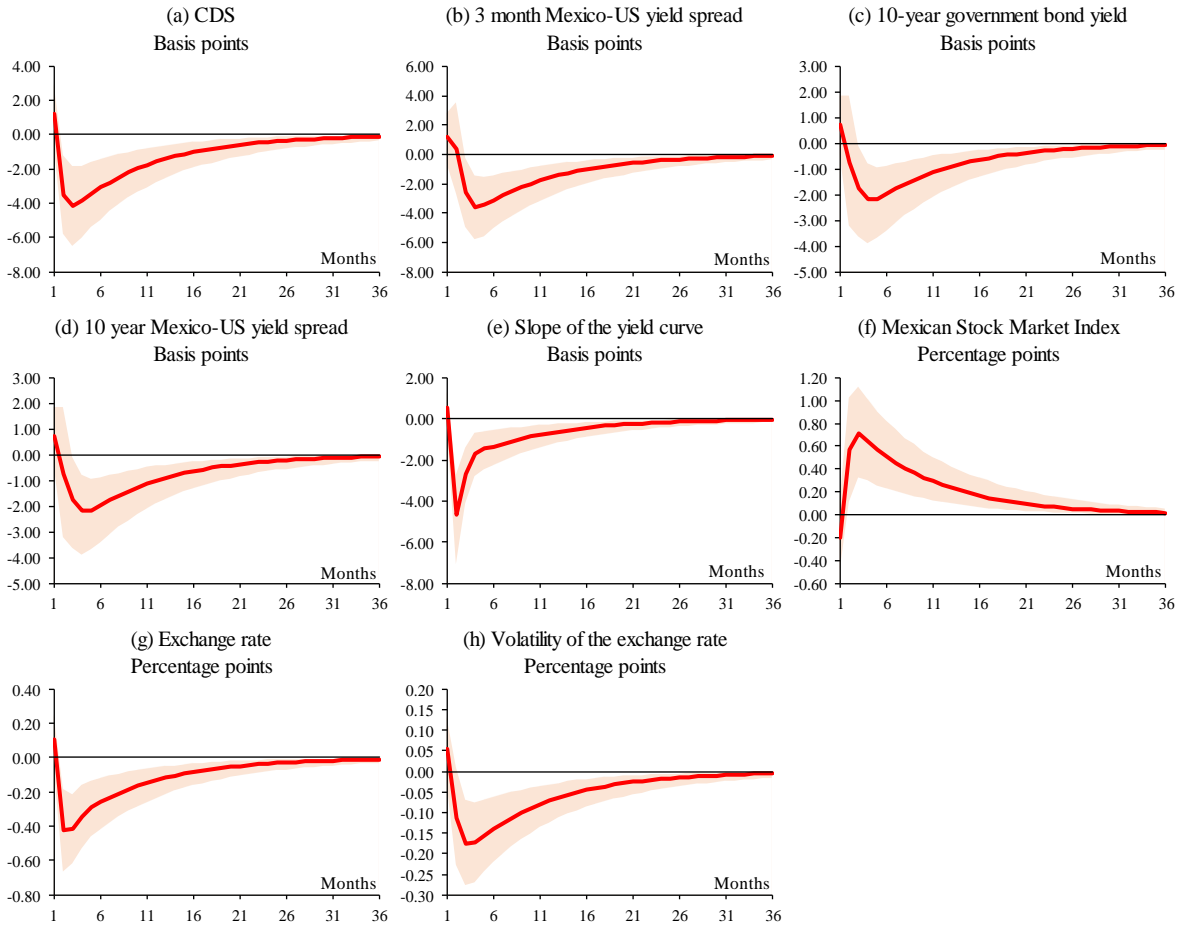 (a) CDS
Basis points
4.00
2.00
0.00
-2.00
-4.00
-6.00
-8.00
Months
1 6 11 16 21 26 31 36
(b) 3 month Mexico-US yield spread
Basis points
6.00
4.00
2.00
0.00
-2.00
-4.00
-6.00
-8.00
Months
1 6 11 16 21 26 31 36
(c) 10-year government bond yield
Basis points
3.00
2.00
1.00
0.00
-1.00
-2.00
-3.00
-4.00
-5.00
Months
1 6 11 16 21 26 31 36
(d) 10 year Mexico-US yield spread
Basis points
3.00
2.00
1.00
0.00
-1.00
-2.00
-3.00
-4.00
-5.00
Months
1 6 11 16 21 26 31 36
(e) Slope of the yield curve
Basis points
2.00
0.00
-2.00
-4.00
-6.00
-8.00
Months
1 6 11 16 21 26 31 36
(f) Mexican Stock Market Index
Percentage points
1.20
1.00
0.80
0.60
0.40
0.20
0.00
-0.20
-0.40
-0.60
Months
1 6 11 16 21 26 31 36
(g) Exchange rate
Percentage points
0.40
0.20
0.00
-0.20
-0.40
-0.60
-0.80
Months
1 6 11 16 21 26 31 36
(h) Volatility of the exchange rate
Percentage points
0.20
0.15
0.10
0.05
0.00
-0.05
-0.10
-0.15
-0.20
-0.25
-0.30
Months
1 6 11 16 21 26 31 36